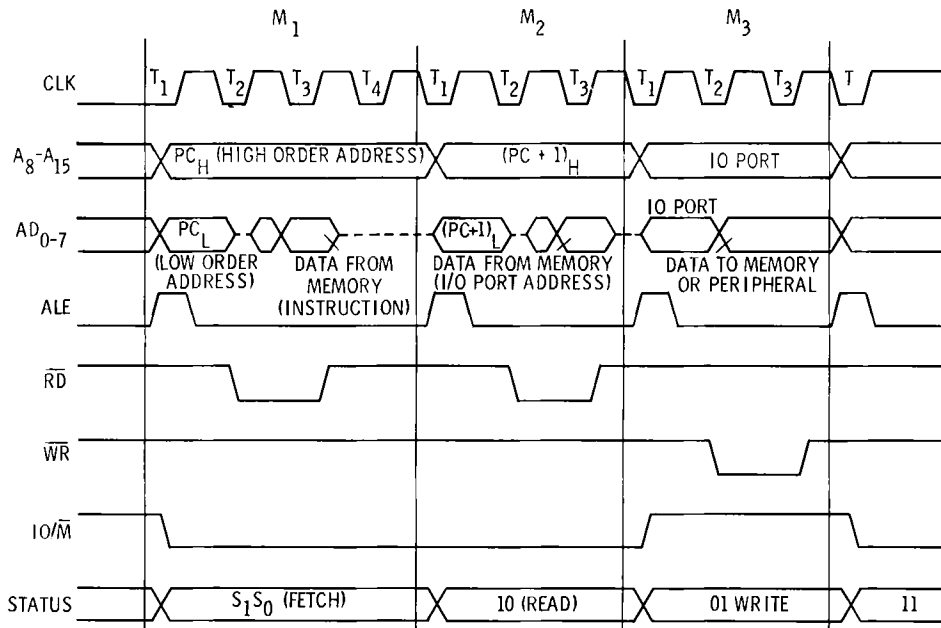 M1 M2 M3
CLK T1 T2 T3 T4 T1 T2 T3 T1 T2 T3 T
A8-A15 PCH (HIGH ORDER ADDRESS) (PC + 1)H IO PORT
IO PORT
AD0-7 PCL (PC+1)L
(LOW ORDER ADDRESS)
DATA FROM MEMORY (INSTRUCTION)
DATA FROM MEMORY (I/O PORT ADDRESS)
DATA TO MEMORY OR PERIPHERAL
ALE
R̅D̅
W̅R̅
IO/M̅
STATUS S1S0 (FETCH) 10 (READ) 01 WRITE 11